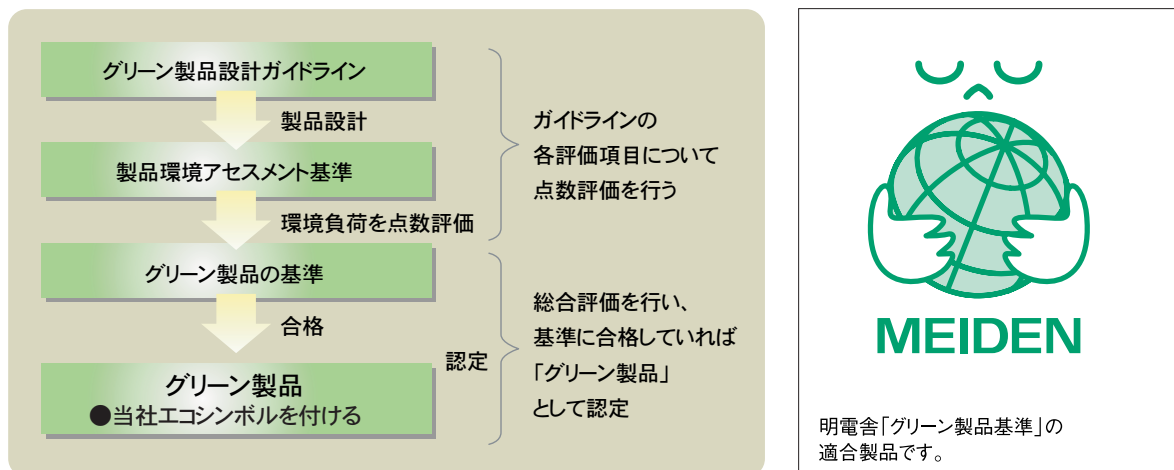 グリーン製品設計ガイドライン
製品設計
製品環境アセスメント基準
環境負荷を点数評価
グリーン製品の基準
合格
グリーン製品
●当社エコシンボルを付ける
ガイドラインの
各評価項目について
点数評価を行う
認定
総合評価を行い、
基準に合格していれば
「グリーン製品」
として認定
MEIDEN
明電舎「グリーン製品基準」の
適合製品です。